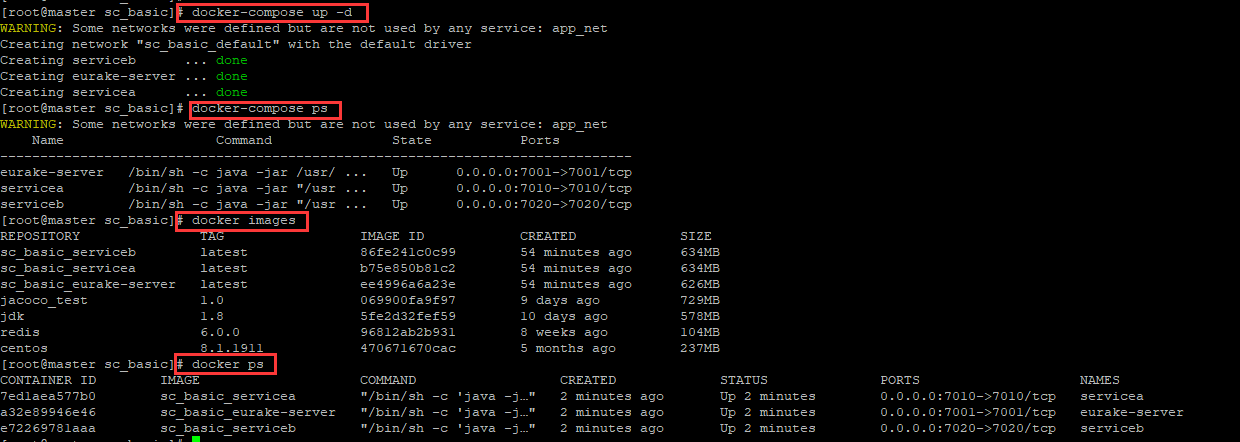 [root@master sc_basic]# docker-compose up -d
WARNING: Some networks were defined but are not used by any service: app_net
Creating network "sc_basic_default" with the default driver
Creating serviceb      ... done
Creating eurake-server ... done
Creating servicea      ... done
[root@master sc_basic]# docker-compose ps
WARNING: Some networks were defined but are not used by any service: app_net
    Name                   Command               State           Ports
-------------------------------------------------------------------------------
eurake-server   /bin/sh -c java -jar /usr/ ...   Up      0.0.0.0:7001->7001/tcp
servicea        /bin/sh -c java -jar "/usr ...   Up      0.0.0.0:7010->7010/tcp
serviceb        /bin/sh -c java -jar "/usr ...   Up      0.0.0.0:7020->7020/tcp
[root@master sc_basic]# docker images
REPOSITORY               TAG                 IMAGE ID            CREATED             SIZE
sc_basic_serviceb        latest              86fe241c0c99        54 minutes ago      634MB
sc_basic_servicea        latest              b75e850b81c2        54 minutes ago      634MB
sc_basic_eurake-server   latest              ee4996a6a23e        54 minutes ago      626MB
jacoco_test              1.0                 069900fa9f97        9 days ago          729MB
jdk                      1.8                 5fe2d32fef59        10 days ago         578MB
redis                    6.0.0               96812ab2b931        8 weeks ago         104MB
centos                   8.1.1911            470671670cac        5 months ago        237MB
[root@master sc_basic]# docker ps
CONTAINER ID        IMAGE                    COMMAND                  CREATED             STATUS              PORTS                    NAMES
7ed1aea577b0        sc_basic_servicea        "/bin/sh -c 'java -j…"   2 minutes ago       Up 2 minutes        0.0.0.0:7010->7010/tcp   servicea
a32e89946e46        sc_basic_eurake-server   "/bin/sh -c 'java -j…"   2 minutes ago       Up 2 minutes        0.0.0.0:7001->7001/tcp   eurake-server
e72269781aaa        sc_basic_serviceb        "/bin/sh -c 'java -j…"   2 minutes ago       Up 2 minutes        0.0.0.0:7020->7020/tcp   serviceb